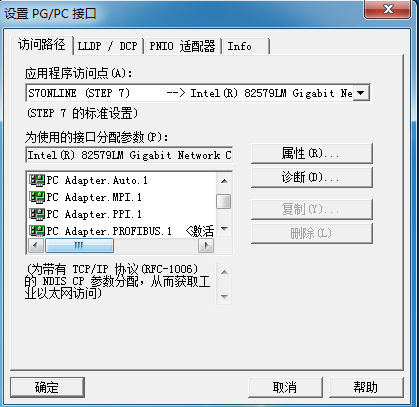 设置 PG/PC 接口
访问路径 LLDP / DCP PNIO 适配器 Info
应用程序访问点(A):
S7ONLINE (STEP 7) --> Intel(R) 82579LM Gigabit Ne
(STEP 7 的标准设置)
为使用的接口分配参数(P):
Intel(R) 82579LM Gigabit Network C
属性(R)...
PC Adapter.Auto.1
诊断(D)...
PC Adapter.MPI.1
PC Adapter.PPI.1
复制(Y)...
PC Adapter.PROFIBUS.1 <激活
删除(L)
(为带有 TCP/IP 协议(RFC-1006)
的 NDIS CP 参数分配，从而获取工
业以太网访问)
确定 取消 帮助